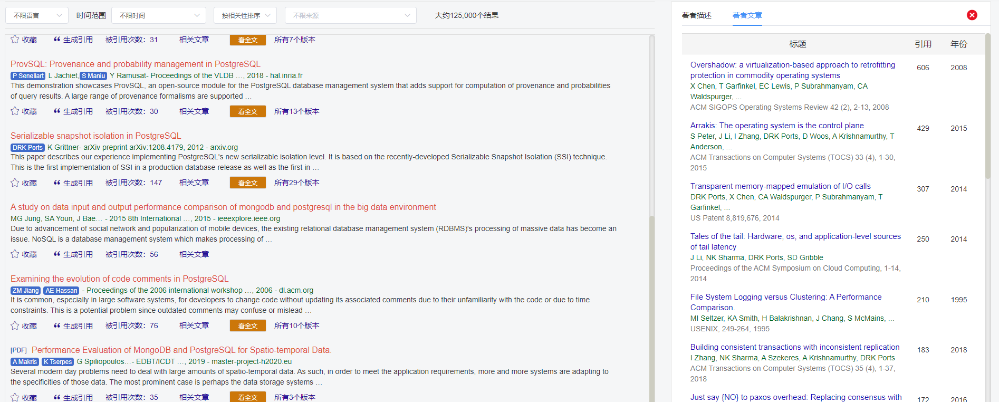 不限语言
时间范围
不限时间
按相关性排序
不限来源
大约125,000个结果
收藏 生成引用 被引用次数：31 相关文章 看全文 所有7个版本
ProvSQL: Provenance and probability management in PostgreSQL
P Senellart L Jachiet, S Maniu Y Ramusat- Proceedings of the VLDB …, 2018 - hal.inria.fr
This demonstration showcases ProvSQL, an open-source module for the PostgreSQL database management system that adds support for computation of provenance and probabilities
of query results. A large range of provenance formalisms are supported …
收藏 生成引用 被引用次数：30 相关文章 看全文 所有13个版本
Serializable snapshot isolation in PostgreSQL
DRK Ports K Grittner- arXiv preprint arXiv:1208.4179, 2012 - arxiv.org
This paper describes our experience implementing PostgreSQL's new serializable isolation level. It is based on the recently-developed Serializable Snapshot Isolation (SSI) technique.
This is the first implementation of SSI in a production database release as well as the first in …
收藏 生成引用 被引用次数：147 相关文章 看全文 所有29个版本
A study on data input and output performance comparison of mongodb and postgresql in the big data environment
MG Jung, SA Youn, J Bae… - 2015 8th International …, 2015 - ieeexplore.ieee.org
Due to advancement of social network and popularization of mobile devices, the existing relational database management system (RDBMS)'s processing of massive data has become an
issue. NoSQL is a database management system which makes processing of …
收藏 生成引用 被引用次数：56 相关文章
Examining the evolution of code comments in PostgreSQL
ZM Jiang AE Hassan - Proceedings of the 2006 international workshop …, 2006 - dl.acm.org
It is common, especially in large software systems, for developers to change code without updating its associated comments due to their unfamiliarity with the code or due to time
constraints. This is a potential problem since outdated comments may confuse or mislead …
收藏 生成引用 被引用次数：76 相关文章 看全文 所有10个版本
[PDF] Performance Evaluation of MongoDB and PostgreSQL for Spatio-temporal Data.
A Makris K Tserpes G Spiliopoulos…- EDBT/ICDT …, 2019 - master-project-h2020.eu
Several modern day problems need to deal with large amounts of spatio-temporal data. As such, in order to meet the application requirements, more and more systems are adapting to
the specificities of those data. The most prominent case is perhaps the data storage systems …
收藏 生成引用 被引用次数：35 相关文章 看全文 所有3个版本
著者描述 著者文章
标题 引用 年份
Overshadow: a virtualization-based approach to retrofitting 606 2008
protection in commodity operating systems
X Chen, T Garfinkel, EC Lewis, P Subrahmanyam, CA
Waldspurger, ...
ACM SIGOPS Operating Systems Review 42 (2), 2-13, 2008
Arrakis: The operating system is the control plane 429 2015
S Peter, J Li, I Zhang, DRK Ports, D Woos, A Krishnamurthy, T
Anderson, ...
ACM Transactions on Computer Systems (TOCS) 33 (4), 1-30,
2015
Transparent memory-mapped emulation of I/O calls 307 2014
DRK Ports, X Chen, CA Waldspurger, P Subrahmanyam, T
Garfinkel, ...
US Patent 8,819,676, 2014
Tales of the tail: Hardware, os, and application-level sources 250 2014
of tail latency
J Li, NK Sharma, DRK Ports, SD Gribble
Proceedings of the ACM Symposium on Cloud Computing, 1-14,
2014
File System Logging versus Clustering: A Performance 210 1995
Comparison.
MI Seltzer, KA Smith, H Balakrishnan, J Chang, S McMains, ...
USENIX, 249-264, 1995
Building consistent transactions with inconsistent replication 183 2018
I Zhang, NK Sharma, A Szekeres, A Krishnamurthy, DRK Ports
ACM Transactions on Computer Systems (TOCS) 35 (4), 1-37,
2018
Just say {NO} to paxos overhead: Replacing consensus with 172 2016